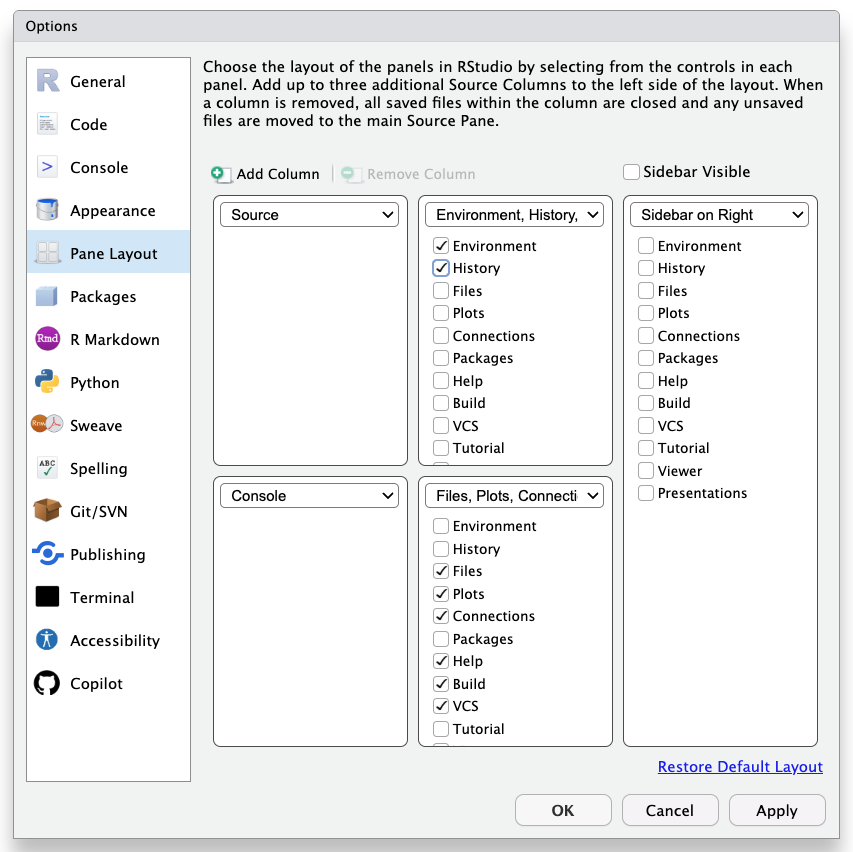 Options
General
Code
Console
Appearance
Pane Layout
Packages
Rmd R Markdown
Python
Rnw Sweave
ABC Spelling
Git/SVN
Publishing
Terminal
Accessibility
Copilot
Choose the layout of the panels in RStudio by selecting from the controls in each
panel. Add up to three additional Source Columns to the left side of the layout. When
a column is removed, all saved files within the column are closed and any unsaved
files are moved to the main Source Pane.
Add Column
Remove Column
Sidebar Visible
Source
Environment, History,
Environment
History
Files
Plots
Connections
Packages
Help
Build
VCS
Tutorial
Sidebar on Right
Environment
History
Files
Plots
Connections
Packages
Help
Build
VCS
Tutorial
Viewer
Presentations
Console
Files, Plots, Connecti
Environment
History
Files
Plots
Connections
Packages
Help
Build
VCS
Tutorial
Restore Default Layout
OK
Cancel
Apply